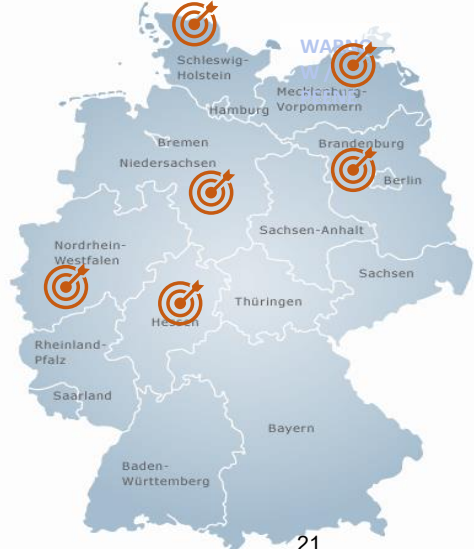 WARNO
W /
Schleswig-
Holstein
Mecklenburg-
Vorpommern
Hamburg
Bremen
Niedersachsen
Brandenburg
Berlin
Sachsen-Anhalt
Nordrhein-
Westfalen
Sachsen
Thüringen
Hessen
Rheinland-
Pfalz
Saarland
Bayern
Baden-
Württemberg
21